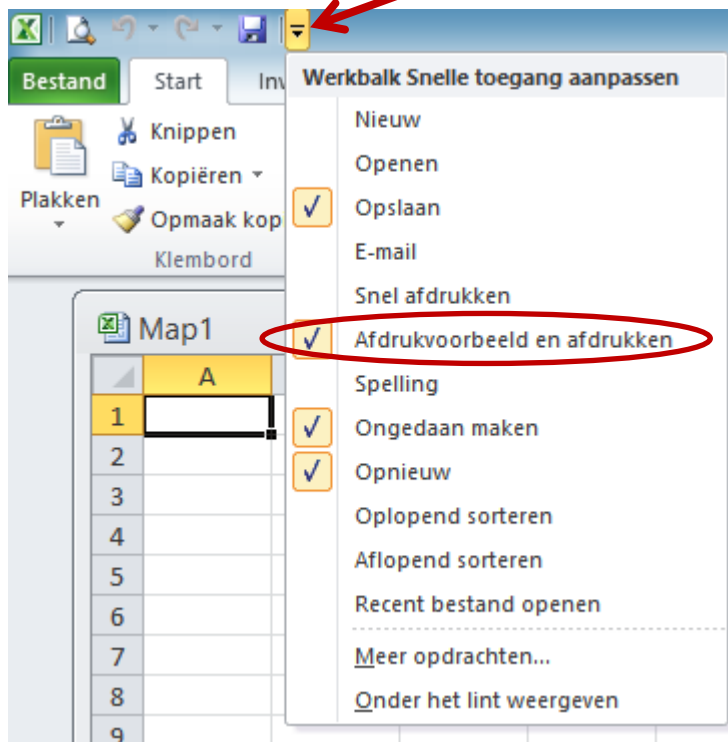 Bestand Start Inv
Knippen
Kopiëren
Plakken
Opmaak kop
Klembord
Map1
A
1
2
3
4
5
6
7
8
9
Werkbalk Snelle toegang aanpassen
Nieuw
Openen
Opslaan
E-mail
Snel afdrukken
Afdrukvoorbeeld en afdrukken
Spelling
Ongedaan maken
Opnieuw
Oplopend sorteren
Aflopend sorteren
Recent bestand openen
Meer opdrachten...
Onder het lint weergeven